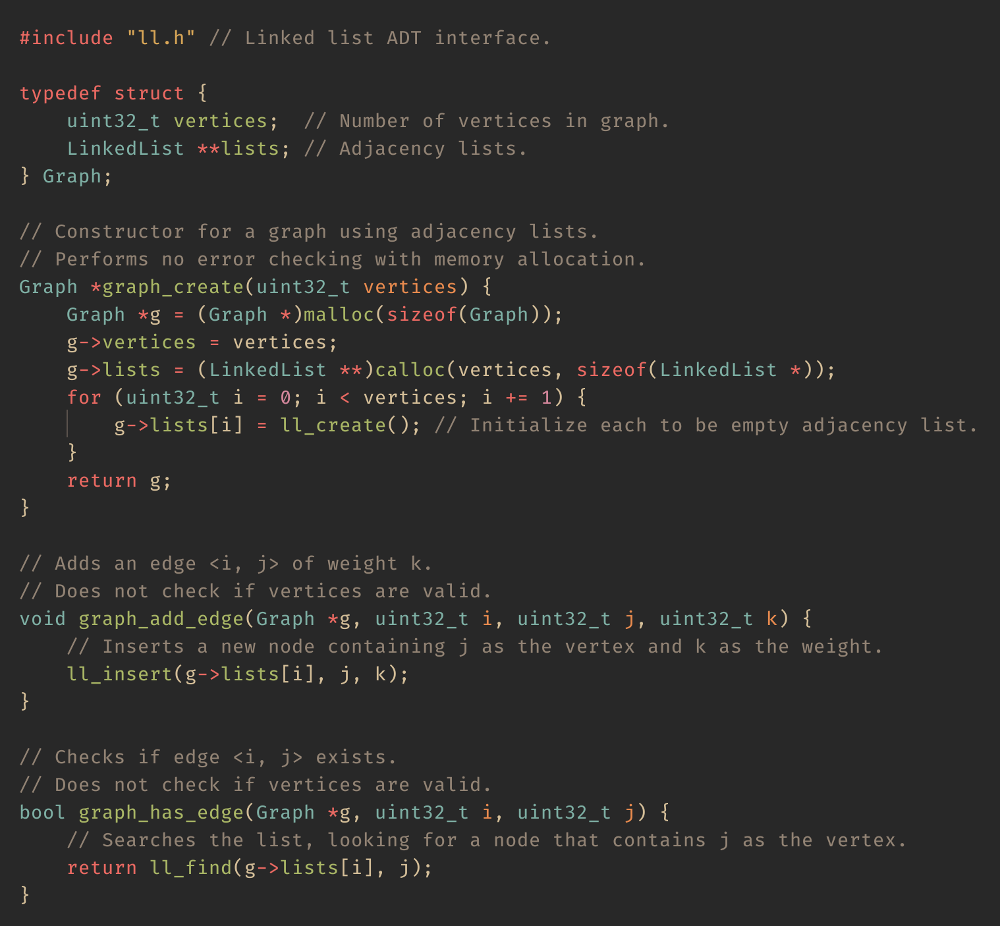 #include "ll.h" // Linked list ADT interface.

typedef struct {
    uint32_t vertices;  // Number of vertices in graph.
    LinkedList **lists; // Adjacency lists.
} Graph;

// Constructor for a graph using adjacency lists.
// Performs no error checking with memory allocation.
Graph *graph_create(uint32_t vertices) {
    Graph *g = (Graph *)malloc(sizeof(Graph));
    g->vertices = vertices;
    g->lists = (LinkedList **)calloc(vertices, sizeof(LinkedList *));
    for (uint32_t i = 0; i < vertices; i += 1) {
        g->lists[i] = ll_create(); // Initialize each to be empty adjacency list.
    }
    return g;
}

// Adds an edge <i, j> of weight k.
// Does not check if vertices are valid.
void graph_add_edge(Graph *g, uint32_t i, uint32_t j, uint32_t k) {
    // Inserts a new node containing j as the vertex and k as the weight.
    ll_insert(g->lists[i], j, k);
}

// Checks if edge <i, j> exists.
// Does not check if vertices are valid.
bool graph_has_edge(Graph *g, uint32_t i, uint32_t j) {
    // Searches the list, looking for a node that contains j as the vertex.
    return ll_find(g->lists[i], j);
}